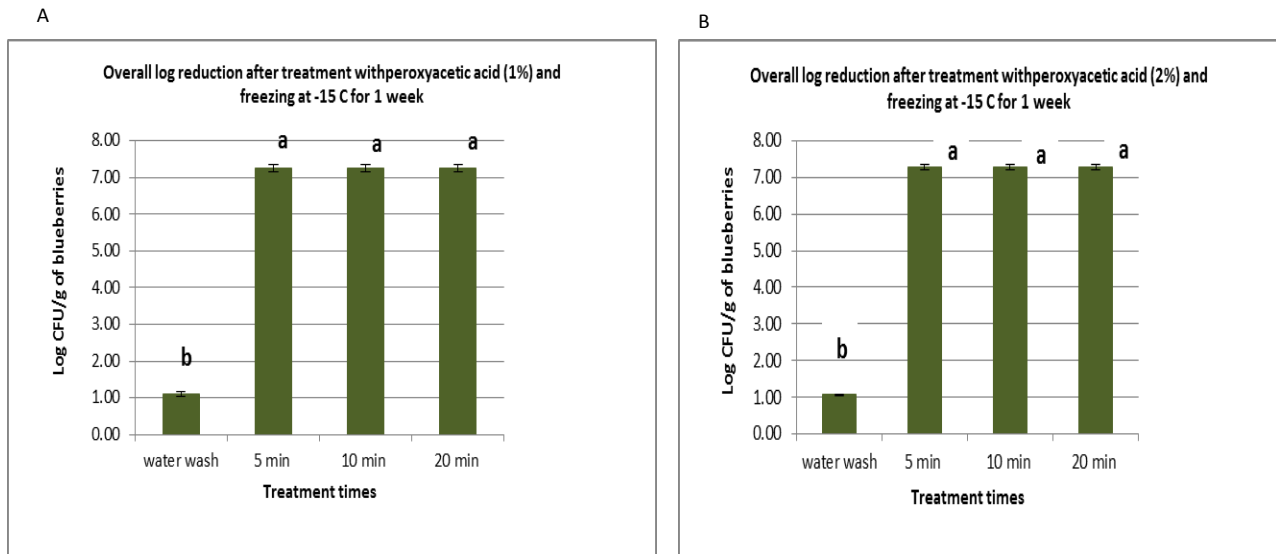 A
Overall log reduction after treatment withperoxyacetic acid (1%) and
freezing at -15 C for 1 week
Log CFU/g of blueberries
8.00
7.00
6.00
5.00
4.00
3.00
2.00
1.00
0.00
b
a
a
a
water wash
5 min
10 min
20 min
Treatment times
B
Overall log reduction after treatment withperoxyacetic acid (2%) and
freezing at -15 C for 1 week
Log CFU/g of blueberries
8.00
7.00
6.00
5.00
4.00
3.00
2.00
1.00
0.00
b
a
a
a
water wash
5 min
10 min
20 min
Treatment times